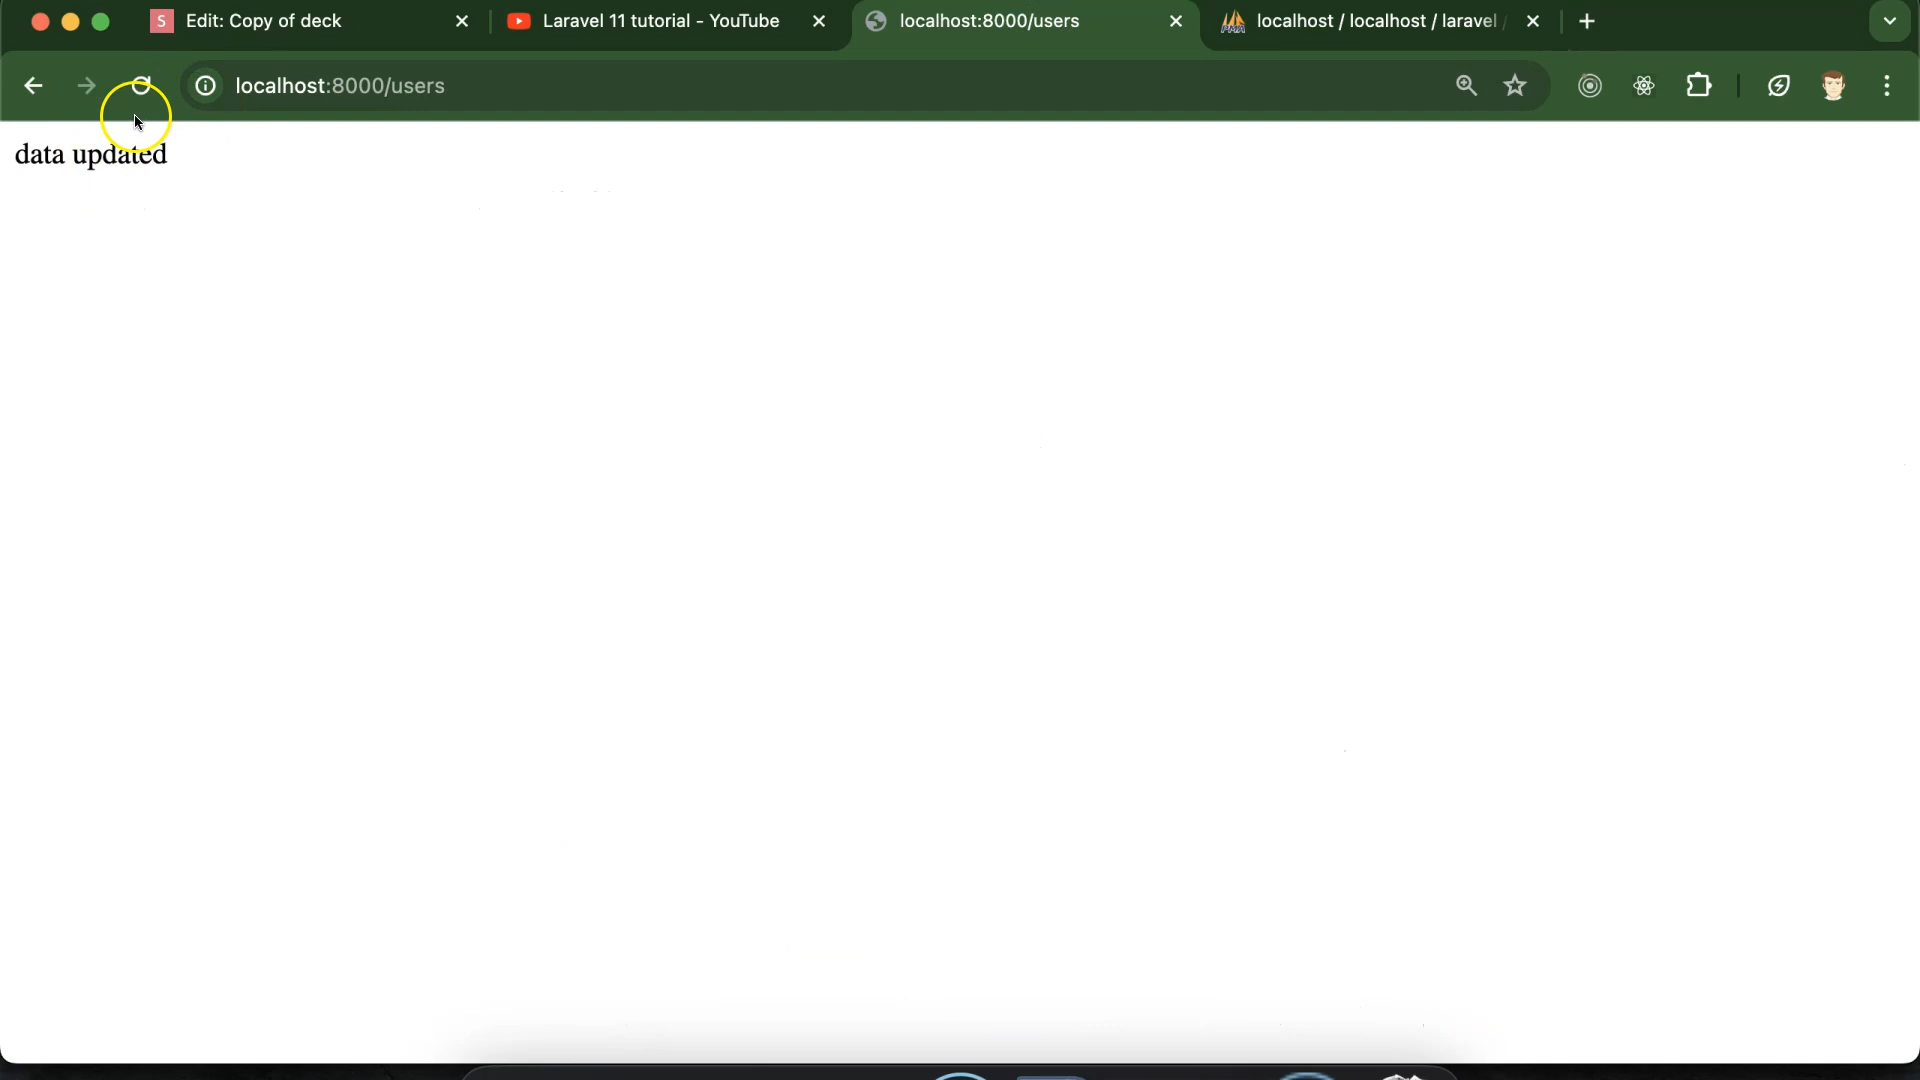 S Edit: Copy of deck
Laravel 11 tutorial - YouTube
localhost:8000/users
localhost / localhost / laravel /
localhost:8000/users
data updated